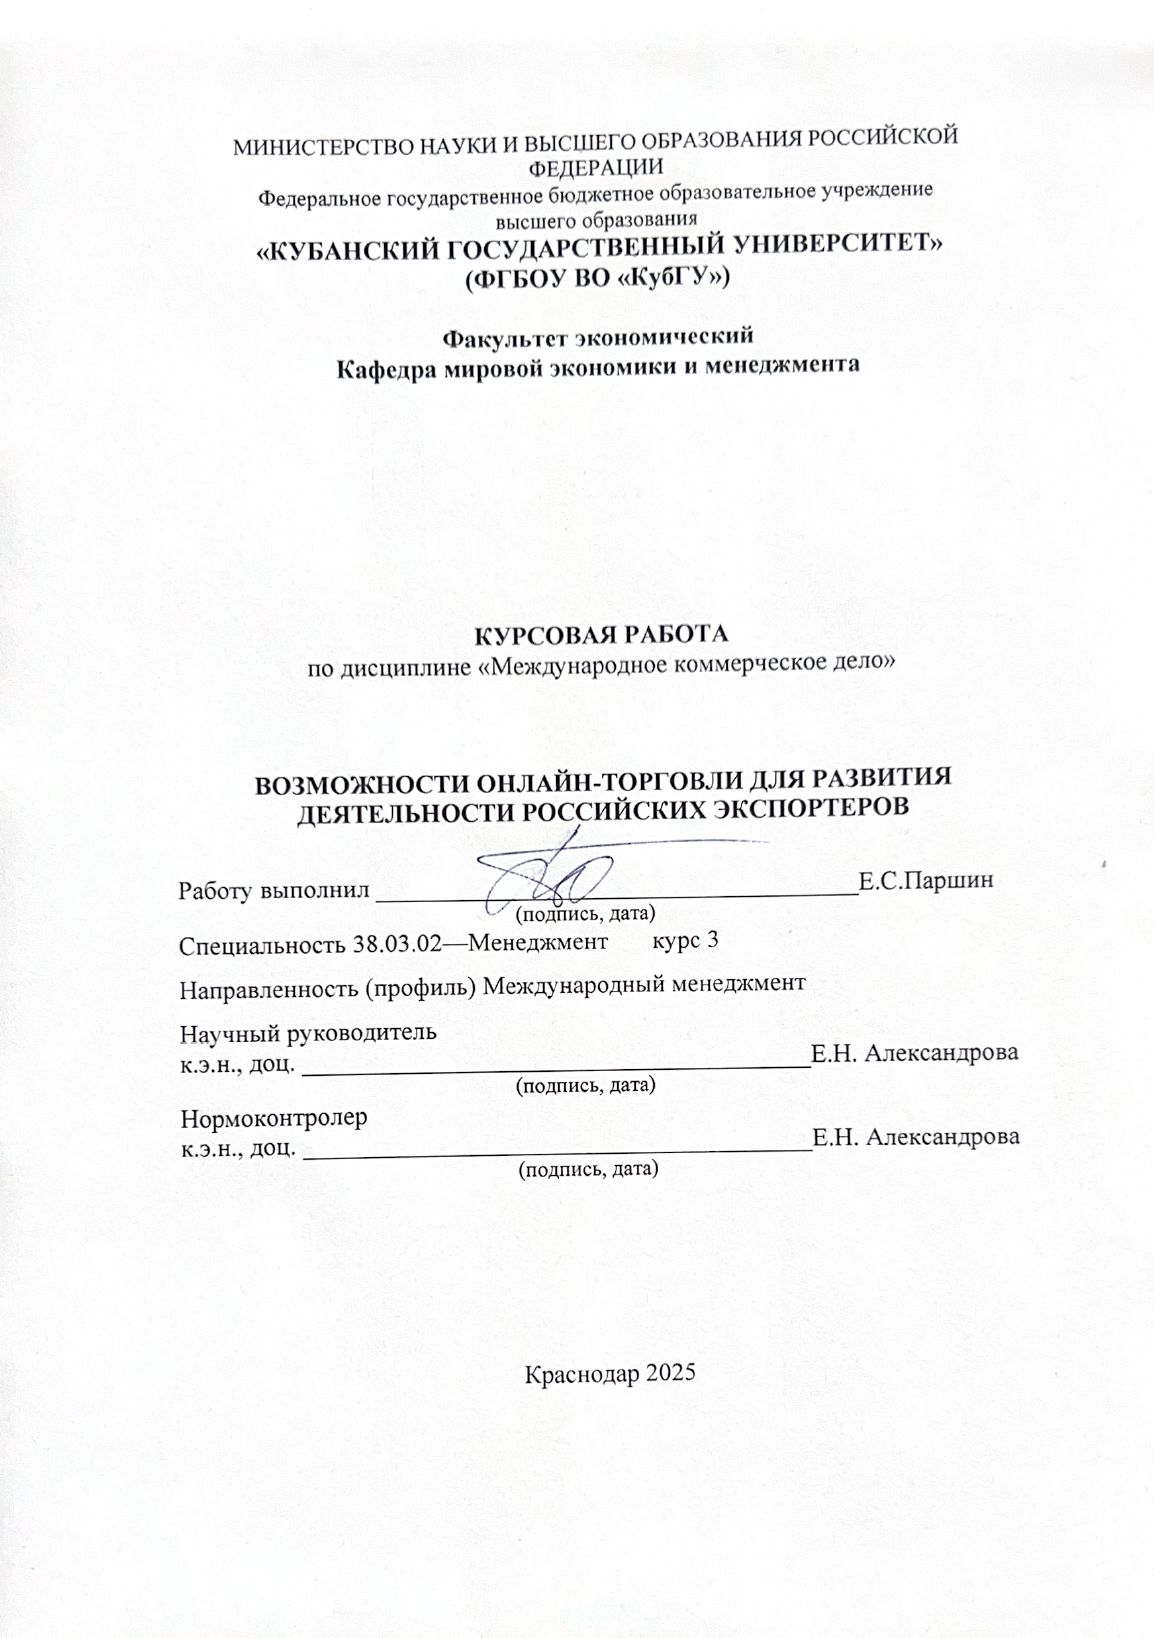 МИНИСТЕРСТВО НАУКИ И ВЫСШЕГО ОБРАЗОВАНИЯ РОССИЙСКОЙ
ФЕДЕРАЦИИ
Федеральное государственное бюджетное образовательное учреждение
высшего образования
«КУБАНСКИЙ ГОСУДАРСТВЕННЫЙ УНИВЕРСИТЕТ»
(ФГБОУ ВО «КубГУ»)
Факультет экономический
Кафедра мировой экономики и менеджмента
КУРСОВАЯ РАБОТА
по дисциплине «Международное коммерческое дело»
ВОЗМОЖНОСТИ ОНЛАЙН-ТОРГОВЛИ ДЛЯ РАЗВИТИЯ
ДЕЯТЕЛЬНОСТИ РОССИЙСКИХ ЭКСПОРТЕРОВ
Работу выполнил Е.С.Паршин
(подпись, дата)
Специальность 38.03.02—Менеджмент курс 3
Направленность (профиль) Международный менеджмент
Научный руководитель
к.э.н., доц. Е.Н. Александрова
(подпись, дата)
Нормоконтролер
к.э.н., доц. Е.Н. Александрова
(подпись, дата)
Краснодар 2025